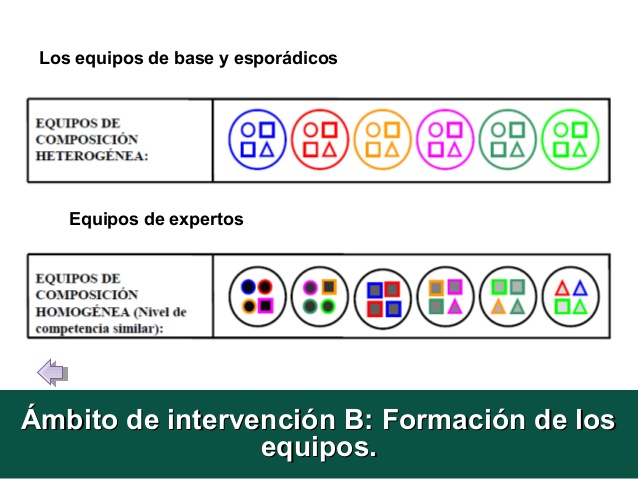 Los equipos de base y esporádicos
EQUIPOS DE
COMPOSICIÓN
HETEROGÉNEA:
Equipos de expertos
EQUIPOS DE
COMPOSICIÓN
HOMOGÉNEA (Nivel de
competencia similar):
Ámbito de intervención B: Formación de los
equipos.